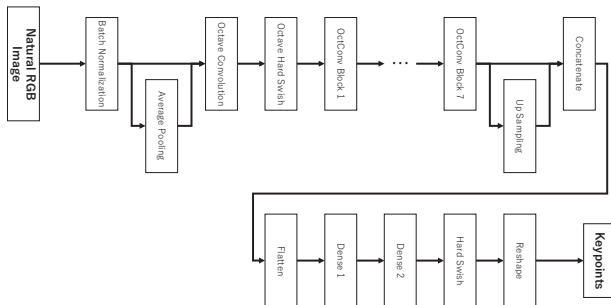 Natural RGB
Image
Batch Normalization
Average Pooling
Octave Convolution
Octave Hard Swish
OctConv Block 1
...
OctConv Block 7
Up Sampling
Concatenate
Flatten
Dense 1
Dense 2
Hard Swish
Reshape
Keypoints